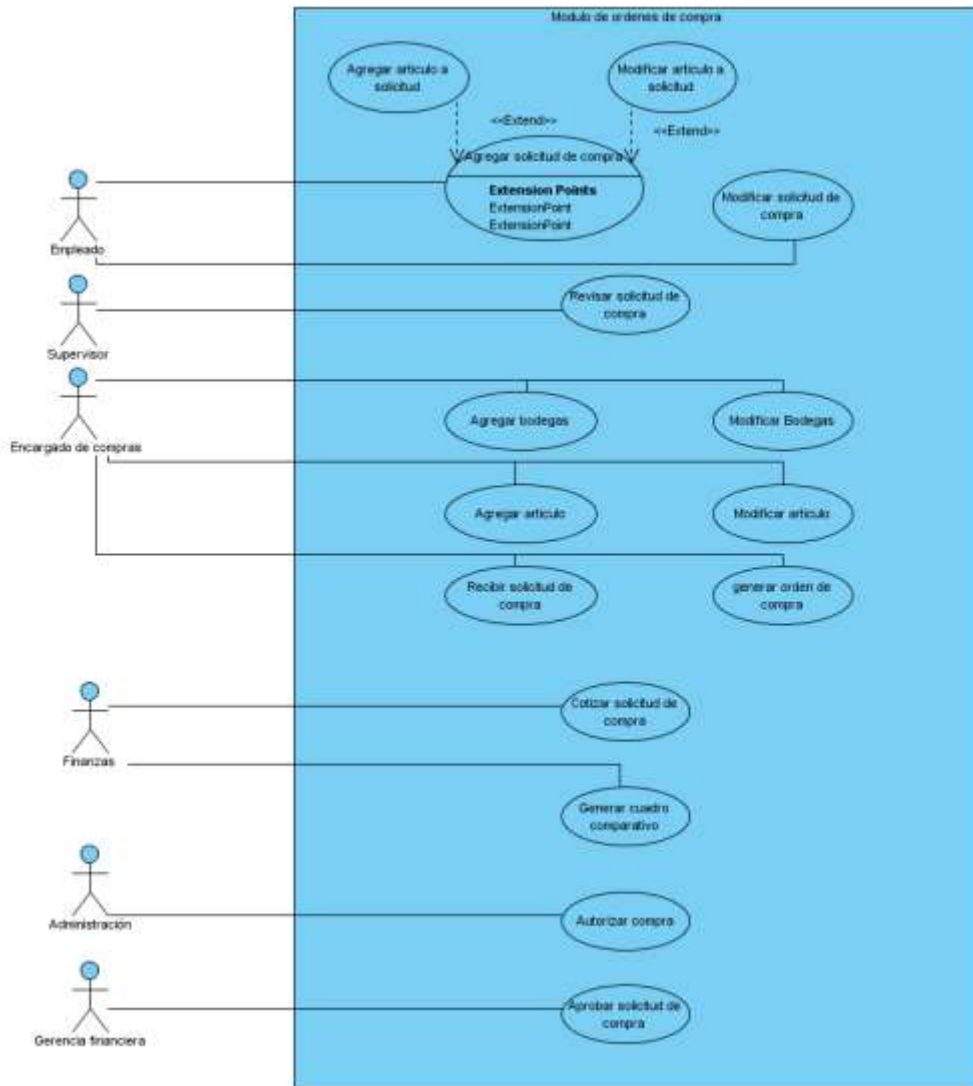 Modulo de ordenes de compra
Agregar articulo a
solicitud
Modificar articulo a
solicitud
<<Extend>>
<<Extend>>
Agregar solicitud de compra
Extension Points
ExtensionPoint
ExtensionPoint
Modificar solicitud de
compra
Empleado
Revisar solicitud de
compra
Supervisor
Agregar bodegas
Modificar Bodegas
Encargado de compras
Agregar articulo
Modificar articulo
Recibir solicitud de
compra
generar orden de
compra
Cotizar solicitud de
compra
Finanzas
Generar cuadro
comparativo
Administración
Autorizar compra
Aprobar solicitud de
compra
Gerencia financiera